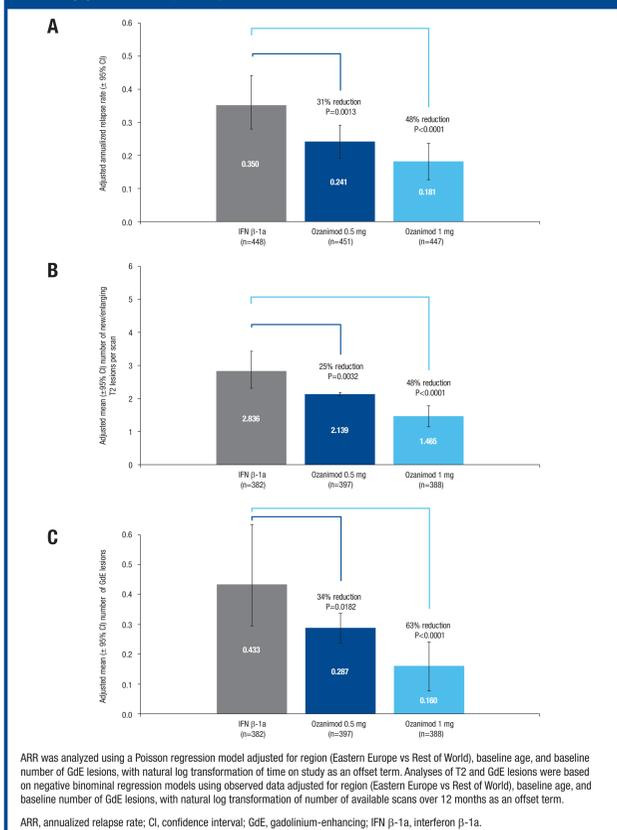 A
Adjusted annualized relapse rate (± 95% CI)
0.6
0.5
0.4
0.3
0.2
0.1
0.0
31% reduction
P=0.0013
48% reduction
P<0.0001
0.350
0.241
0.181
IFN β-1a
(n=448)
Ozanimod 0.5 mg
(n=451)
Ozanimod 1 mg
(n=447)
B
Adjusted mean (±95% CI) number of new/enlarging
T2 lesions per scan
6
5
4
3
2
1
0
25% reduction
P=0.0032
48% reduction
P<0.0001
2.836
2.139
1.465
IFN β-1a
(n=382)
Ozanimod 0.5 mg
(n=397)
Ozanimod 1 mg
(n=388)
C
Adjusted mean (± 95% CI) number of GdE lesions
0.6
0.5
0.4
0.3
0.2
0.1
0.0
34% reduction
P=0.0182
63% reduction
P<0.0001
0.433
0.287
0.160
IFN β-1a
(n=382)
Ozanimod 0.5 mg
(n=397)
Ozanimod 1 mg
(n=388)
ARR was analyzed using a Poisson regression model adjusted for region (Eastern Europe vs Rest of World), baseline age, and baseline
number of GdE lesions, with natural log transformation of time on study as an offset term. Analyses of T2 and GdE lesions were based
on negative binominal regression models using observed data adjusted for region (Eastern Europe vs Rest of World), baseline age, and
baseline number of GdE lesions, with natural log transformation of number of available scans over 12 months as an offset term.
ARR, annualized relapse rate; CI, confidence interval; GdE, gadolinium-enhancing; IFN β-1a, interferon β-1a.